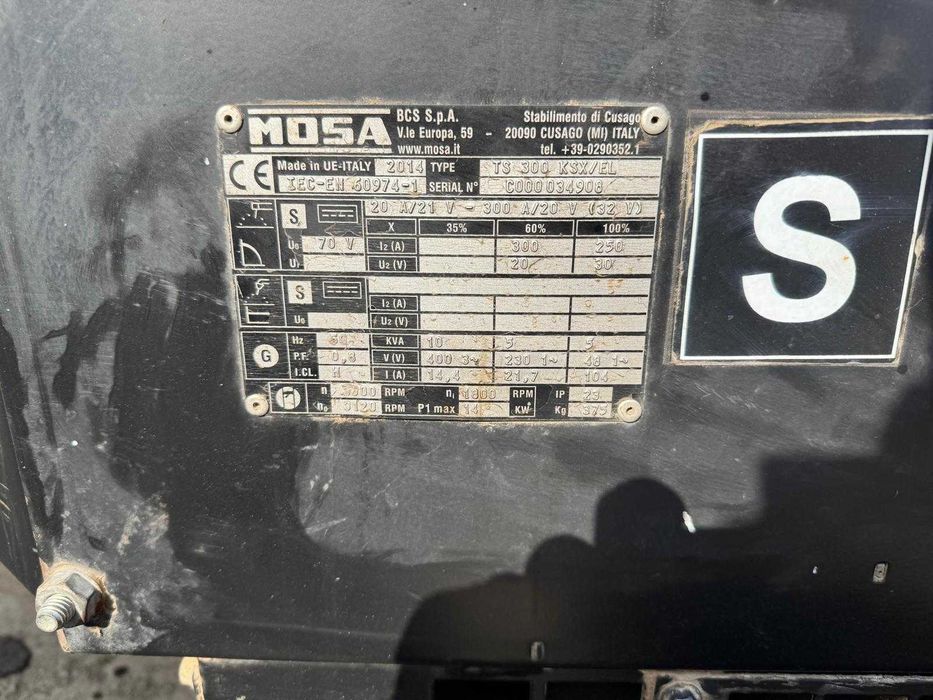 MOSA
BCS S.p.A.
V.le Europa, 59 - 20090 CUSAGO (MI) ITALY
Stabilimento di Cusago
www.mosa.it tel. +39-0290352.1
CE Made in UE-ITALY 2014 TYPE TS 300 KSX/EL
IEC-EN 60974-1 SERIAL N° C000034908
S 20 A/21 V - 300 A/20 V (32 V)
X 35% 60% 100%
U0 70 V I2 (A) 300 250
Ur U2 (V) 20 30
S
I2 (A)
U0 U2 (V)
G Hz KVA 10 5 5
P.F. 0,8 V (V) 400 3~ 230 1~ 48 1~
I.CL. H I (A) 14,4 21,7 104
n RPM n1 1800 RPM IP 23
n0 3120 RPM P1 max 14 KW Kg 375
S